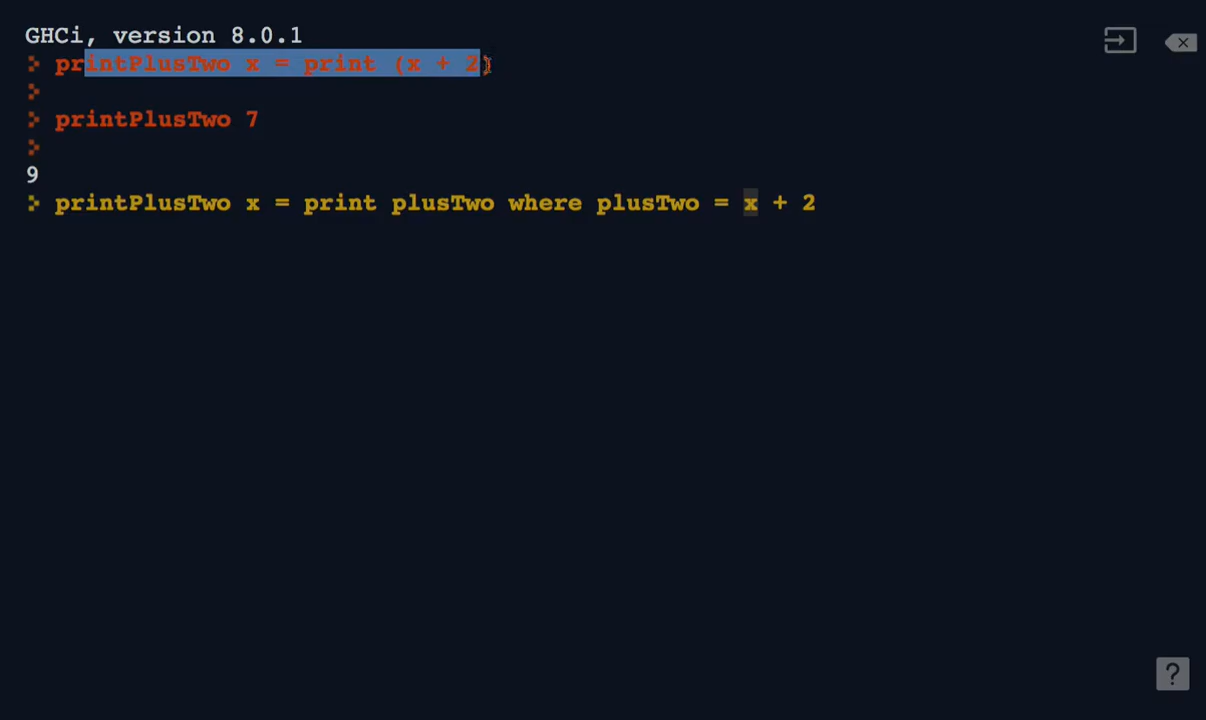 GHCi, version 8.0.1
> printPlusTwo x = print (x + 2)
>
> printPlusTwo 7
>
9
> printPlusTwo x = print plusTwo where plusTwo = x + 2
?